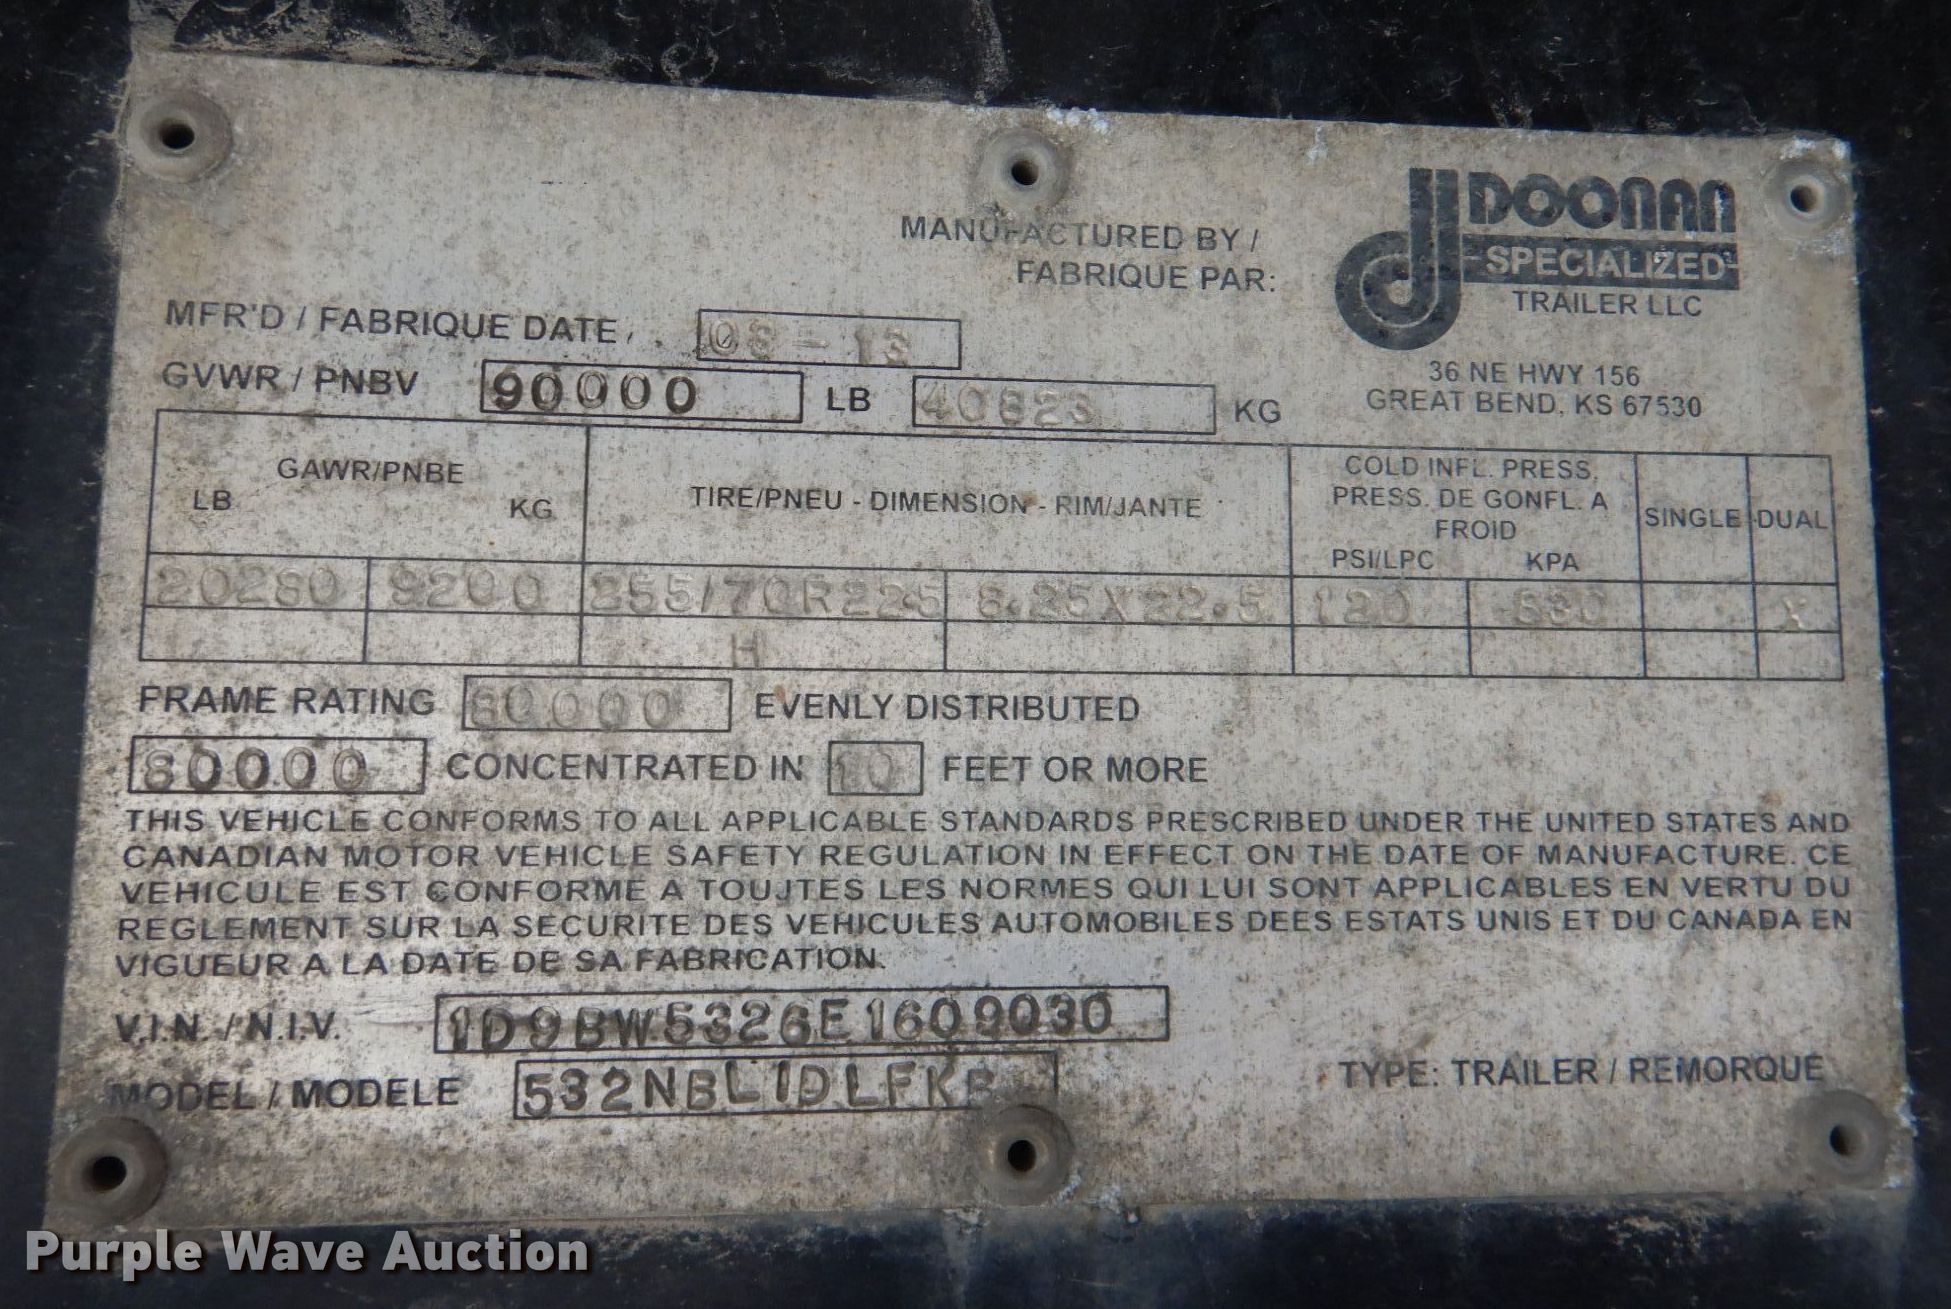 DOONAN
SPECIALIZED
TRAILER LLC
MANUFACTURED BY /
FABRIQUE PAR:
36 NE HWY 156
GREAT BEND, KS 67530
MFR'D / FABRIQUE DATE
GVWR / PNBV 90000 LB 40823 KG
GAWR/PNBE
LB KG
TIRE/PNEU - DIMENSION - RIM/JANTE
COLD INFL. PRESS.
PRESS. DE GONFL. A
FROID
PSI/LPC KPA
SINGLE DUAL
20280 9200 255/70R22.5 8.25X22.5 120 830 X
H
FRAME RATING 80000 EVENLY DISTRIBUTED
80000 CONCENTRATED IN 10 FEET OR MORE
THIS VEHICLE CONFORMS TO ALL APPLICABLE STANDARDS PRESCRIBED UNDER THE UNITED STATES AND
CANADIAN MOTOR VEHICLE SAFETY REGULATION IN EFFECT ON THE DATE OF MANUFACTURE. CE
VEHICULE EST CONFORME A TOUJTES LES NORMES QUI LUI SONT APPLICABLES EN VERTU DU
REGLEMENT SUR LA SECURITE DES VEHICULES AUTOMOBILES DEES ESTATS UNIS ET DU CANADA EN
VIGUEUR A LA DATE DE SA FABRICATION.
V.I.N. / N.I.V. 1D9BW5326E1609030
MODEL / MODELE
TYPE: TRAILER / REMORQUE
Purple Wave Auction